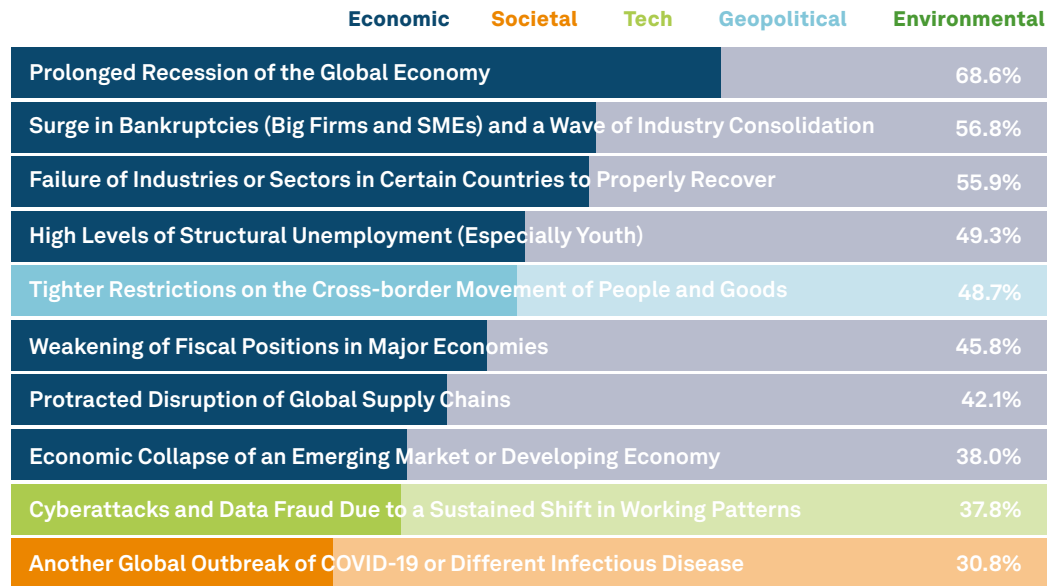 Economic Societal Tech Geopolitical Environmental
Prolonged Recession of the Global Economy 68.6%
Surge in Bankruptcies (Big Firms and SMEs) and a Wave of Industry Consolidation 56.8%
Failure of Industries or Sectors in Certain Countries to Properly Recover 55.9%
High Levels of Structural Unemployment (Especially Youth) 49.3%
Tighter Restrictions on the Cross-border Movement of People and Goods 48.7%
Weakening of Fiscal Positions in Major Economies 45.8%
Protracted Disruption of Global Supply Chains 42.1%
Economic Collapse of an Emerging Market or Developing Economy 38.0%
Cyberattacks and Data Fraud Due to a Sustained Shift in Working Patterns 37.8%
Another Global Outbreak of COVID-19 or Different Infectious Disease 30.8%